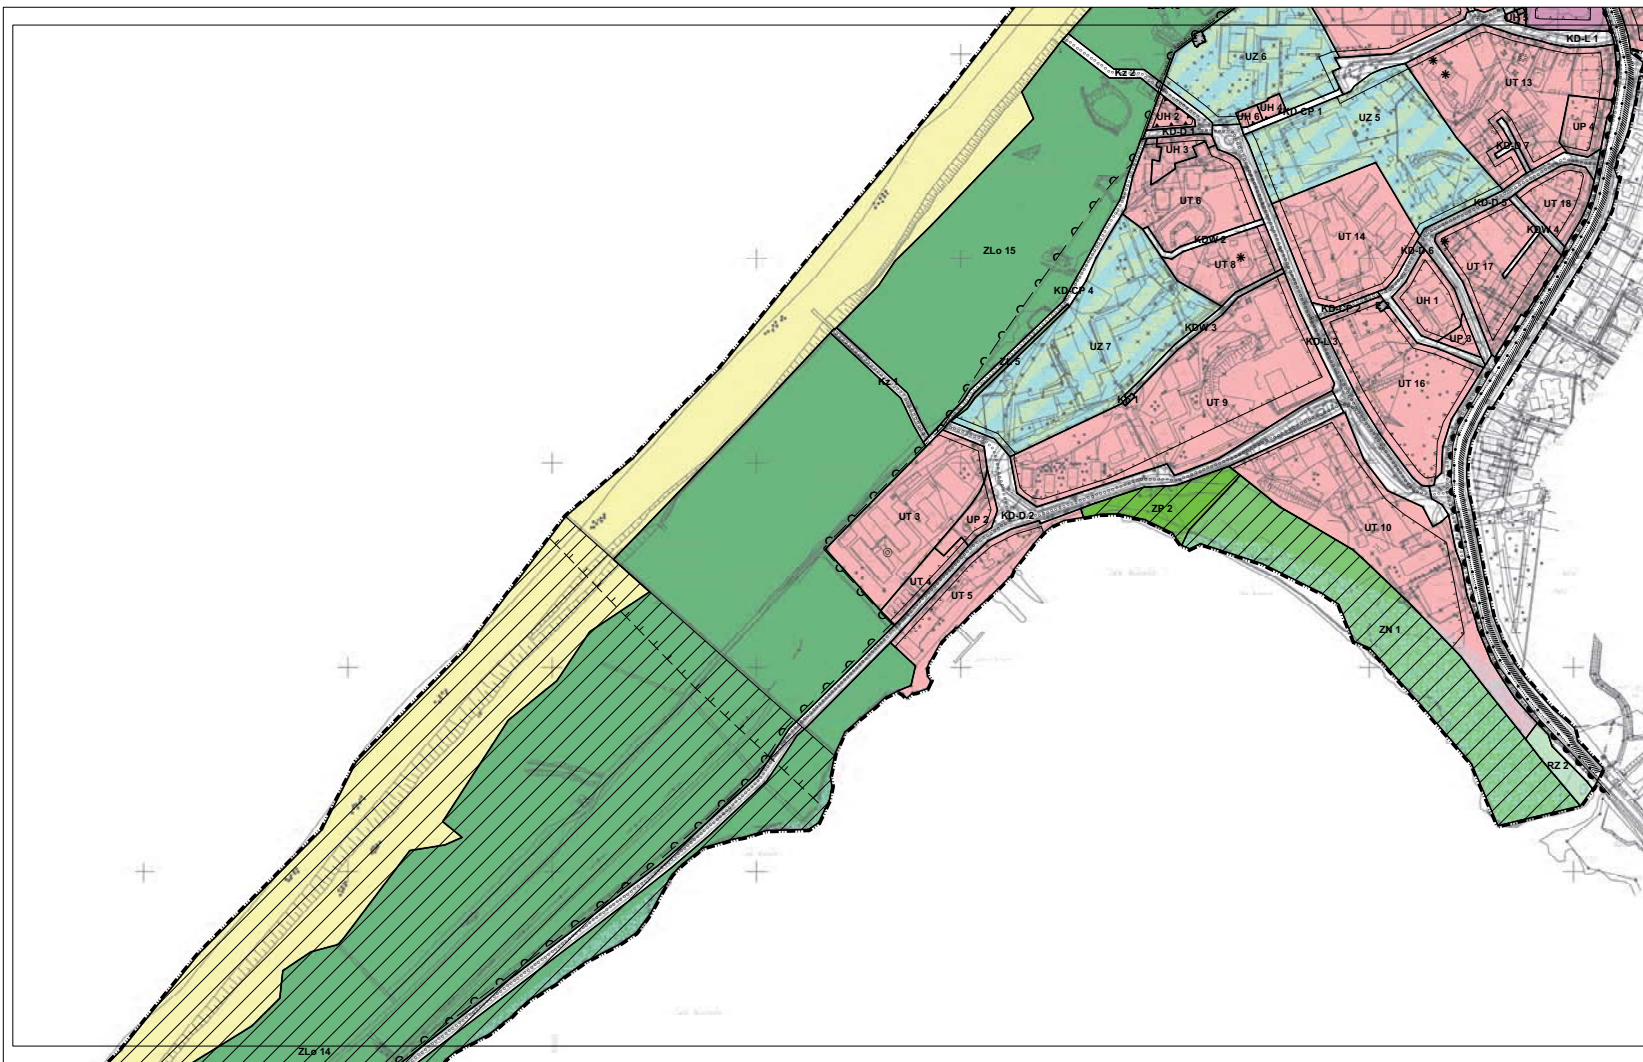 KD-L 1
UZ 6
Kz 2
UT 13
UH 4
KD-CP 1
UH 2
UH 6
UZ 5
UP 4
KD-D 7
UH 3
UT 6
KD-D 5
UT 18
KDW 4
UT 14
KDW 2
KD-D 6
ZLo 15
UT 8
UT 17
KD-CP 4
UH 1
KD-CP 2
KDW 3
UP 3
KD-L 3
UZ 7
Kz 1
UT 16
UT 9
ZP 2
UT 3
UP 2
KD-D 2
UT 10
UT 4
UT 5
ZN 1
RZ 2
ZLo 14